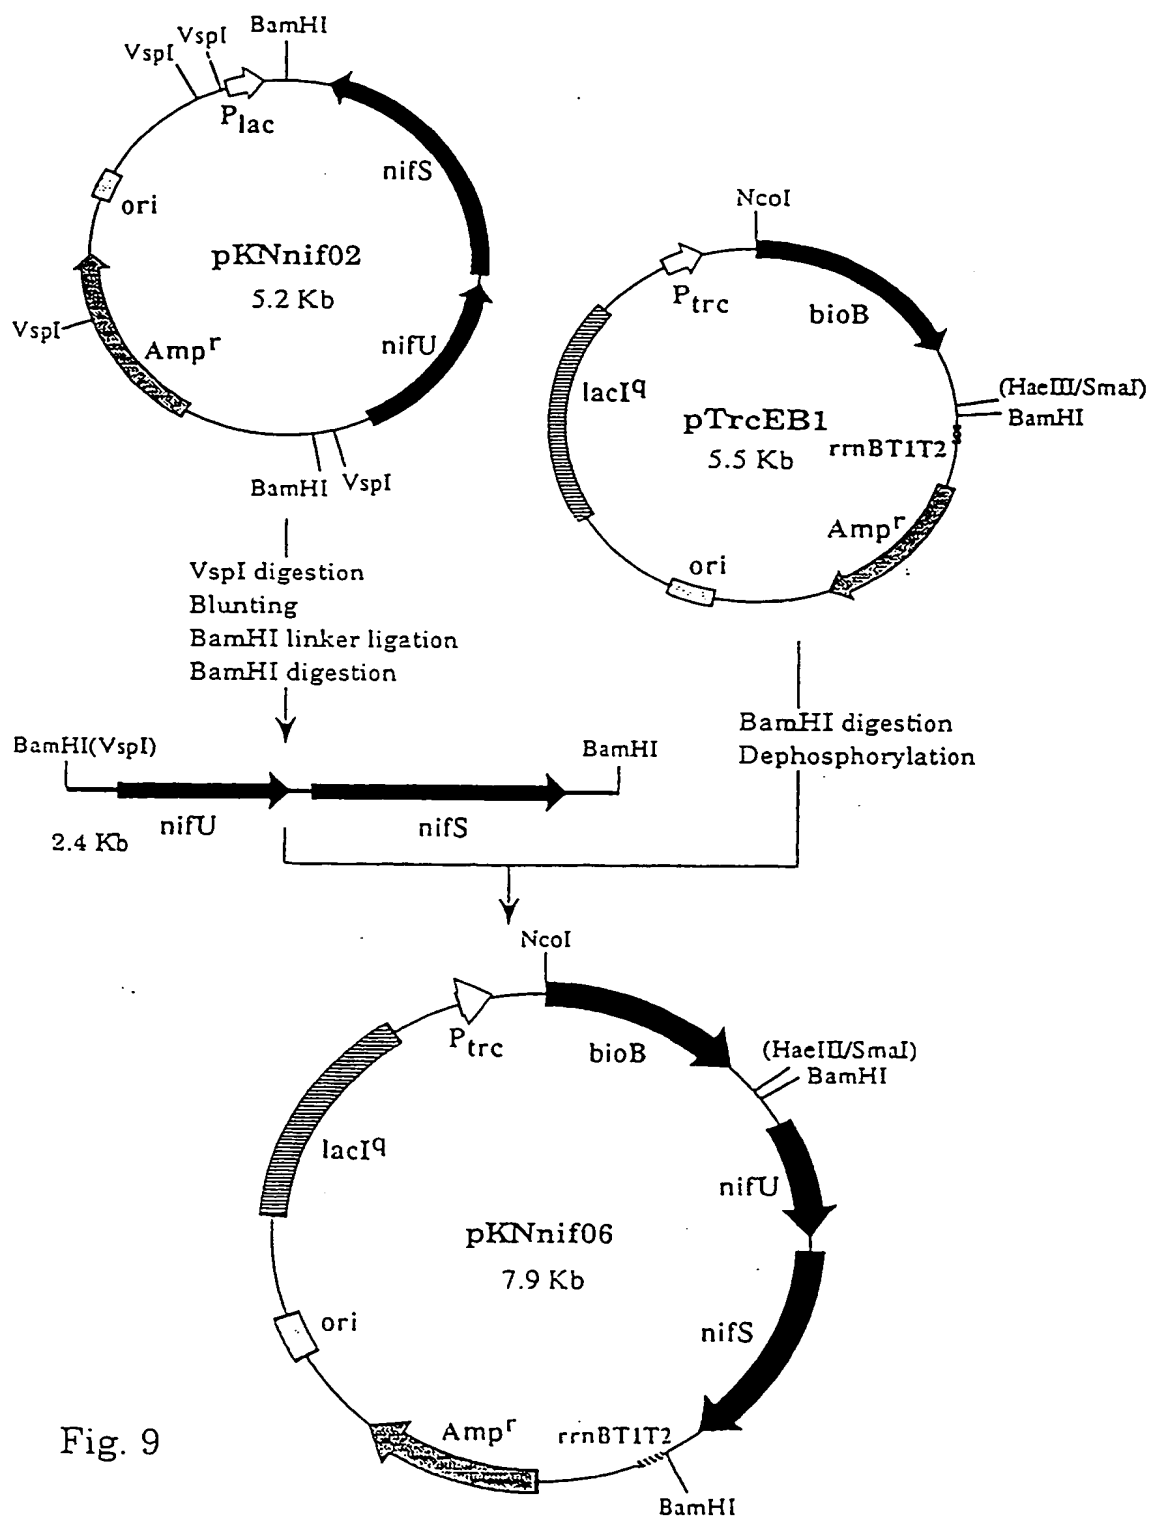 BamHI
VspI
VspI
Plac
nifS
ori
pKNnif02
5.2 Kb
VspI
Ampr
nifU
BamHI
VspI
NcoI
Ptrc
bioB
lacIq
(HaeIII/SmaI)
BamHI
pTrcEB1
5.5 Kb
rrnBT1T2
Ampr
ori
VspI digestion
Blunting
BamHI linker ligation
BamHI digestion
BamHI digestion
Dephosphorylation
BamHI(VspI)
BamHI
nifU
nifS
2.4 Kb
NcoI
Ptrc
bioB
(HaeIII/SmaI)
BamHI
lacIq
nifU
pKNnif06
7.9 Kb
ori
nifS
Ampr
rrnBT1T2
BamHI
Fig. 9